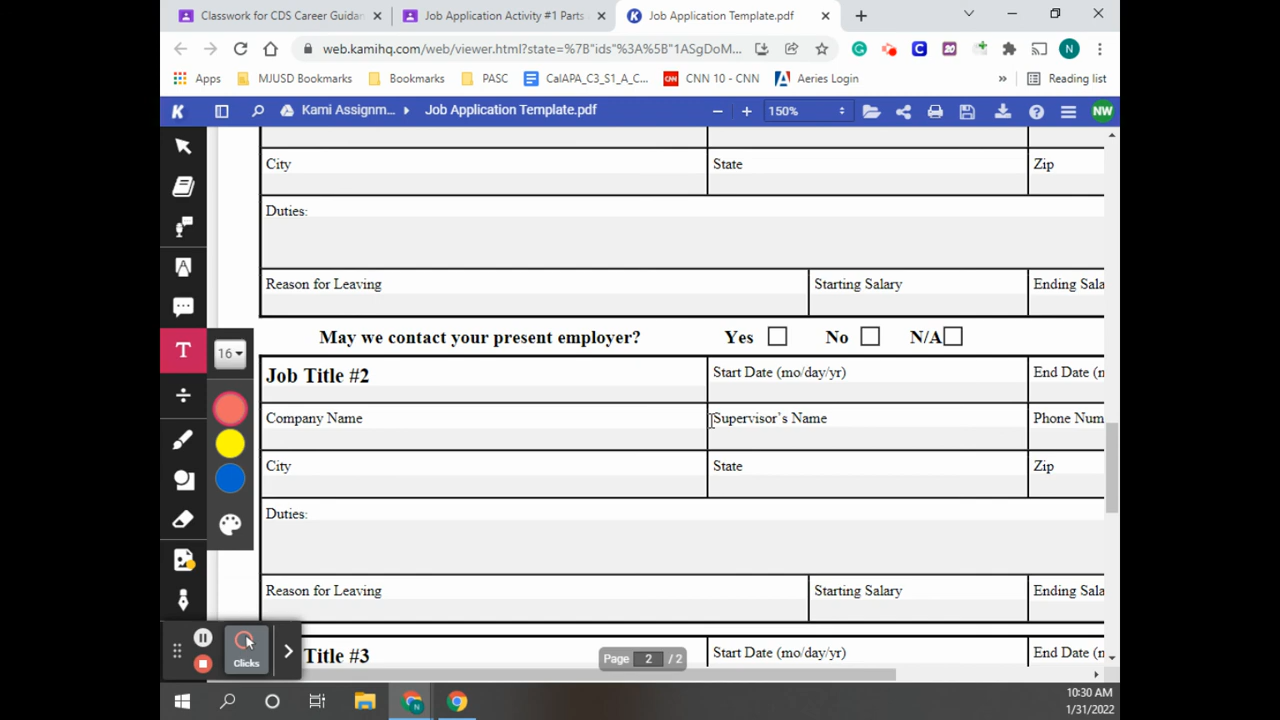 Classwork for CDS Career Guidan
Job Application Activity #1 Parts
Job Application Template.pdf
web.kamihq.com/web/viewer.html?state=%7B"ids"%3A%5B"1ASgDoM...
N
Apps
MJUSD Bookmarks
Bookmarks
PASC
CalAPA_C3_S1_A_C...
CNN 10 - CNN
Aeries Login
»
Reading list
K
Kami Assignm...
Job Application Template.pdf
150%
NW
City
State
Zip
Duties:
Reason for Leaving
Starting Salary
Ending Sala
May we contact your present employer? Yes No N/A
16
Job Title #2
Start Date (mo/day/yr)
End Date (n
Company Name
Supervisor's Name
Phone Num
City
State
Zip
Duties:
Reason for Leaving
Starting Salary
Ending Sala
Clicks
Title #3
Start Date (mo/day/yr)
Page 2 / 2
10:30 AM
1/31/2022